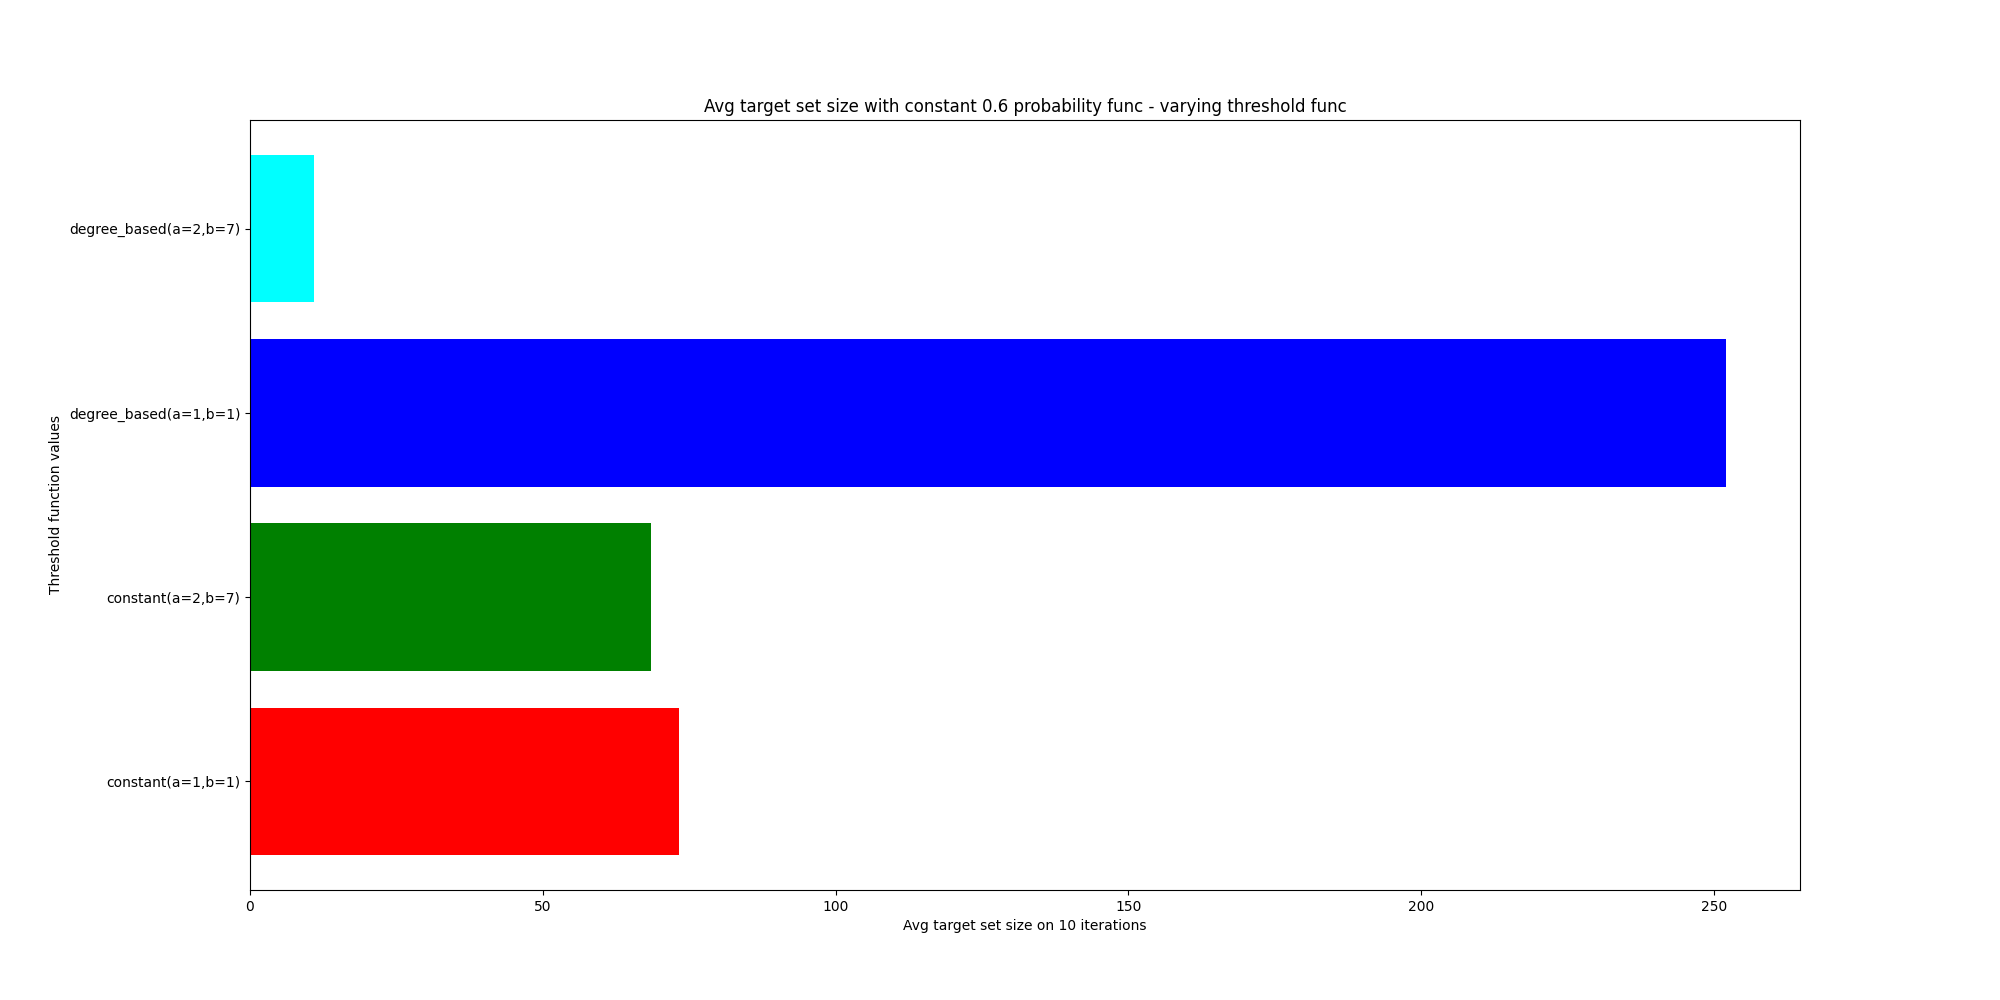 Avg target set size with constant 0.6 probability func - varying threshold func
Threshold function values
degree_based(a=2,b=7)
degree_based(a=1,b=1)
constant(a=2,b=7)
constant(a=1,b=1)
0 50 100 150 200 250
Avg target set size on 10 iterations